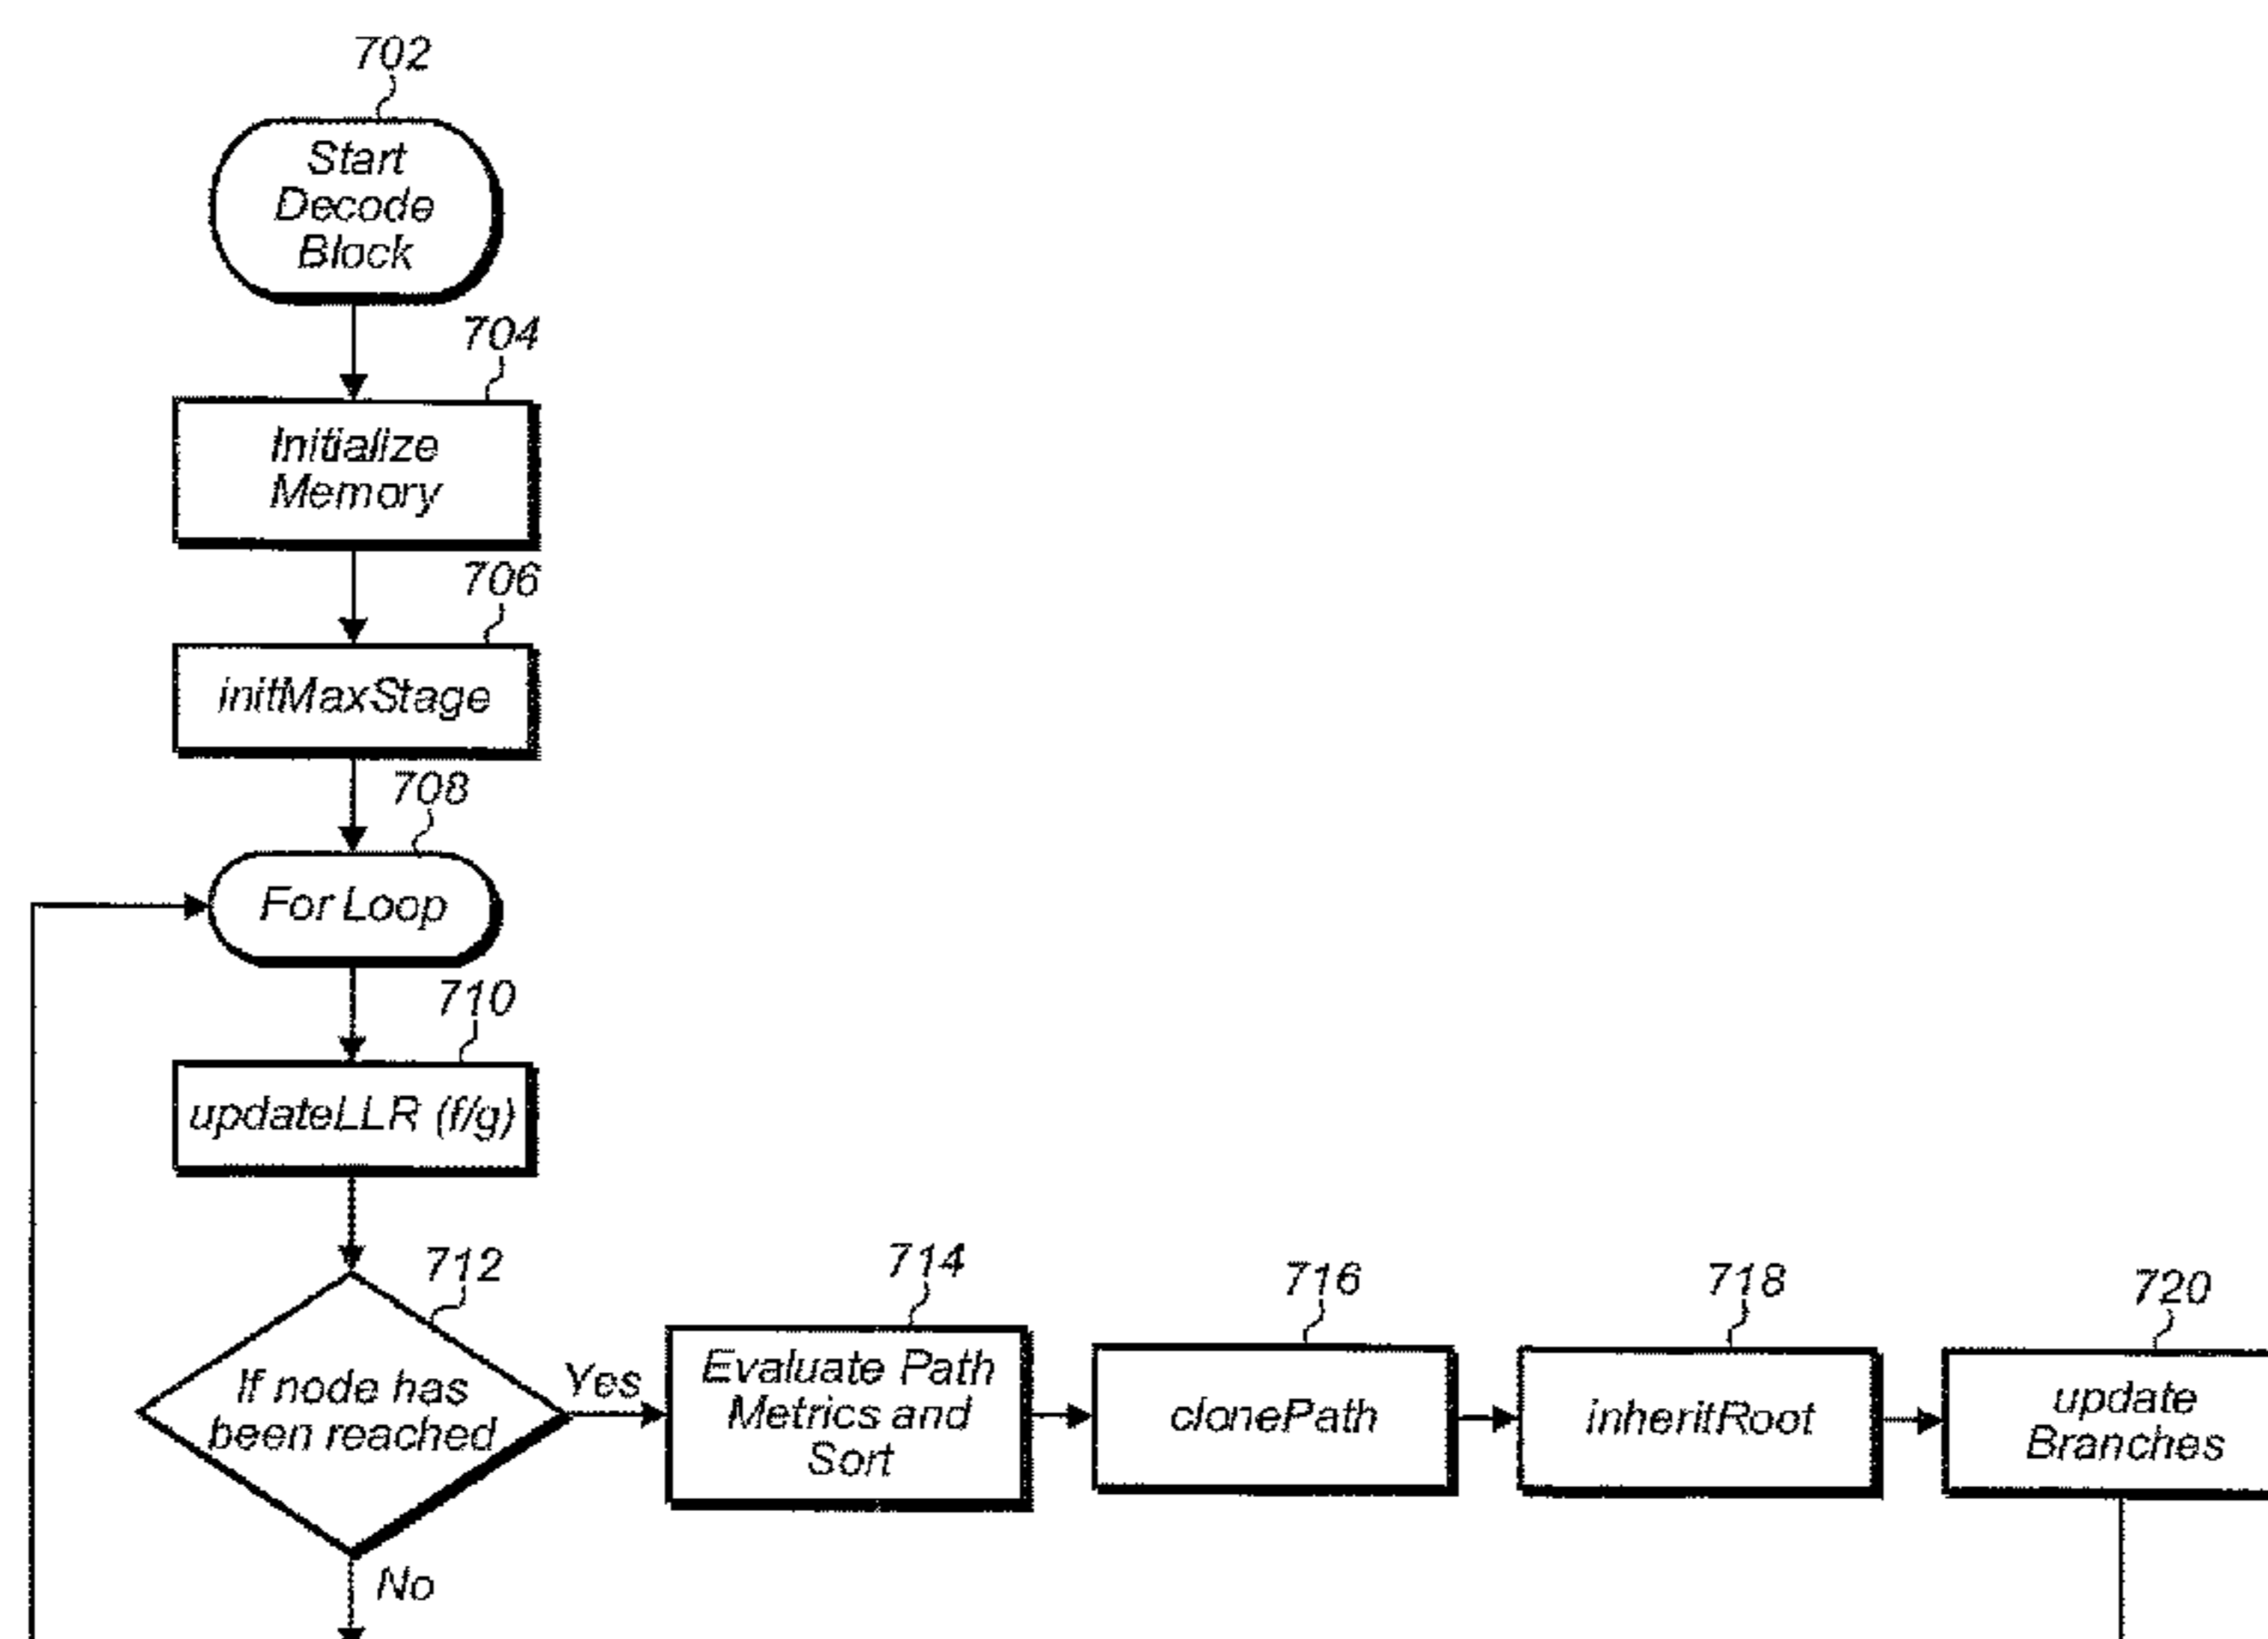 702
Start
Decode
Block
704
Initialize
Memory
706
initMaxStage
708
For Loop
710
updateLLR (f/g)
712
If node has
been reached
Yes
No
714
Evaluate Path
Metrics and
Sort
716
clonePath
718
inheritRoot
720
update
Branches